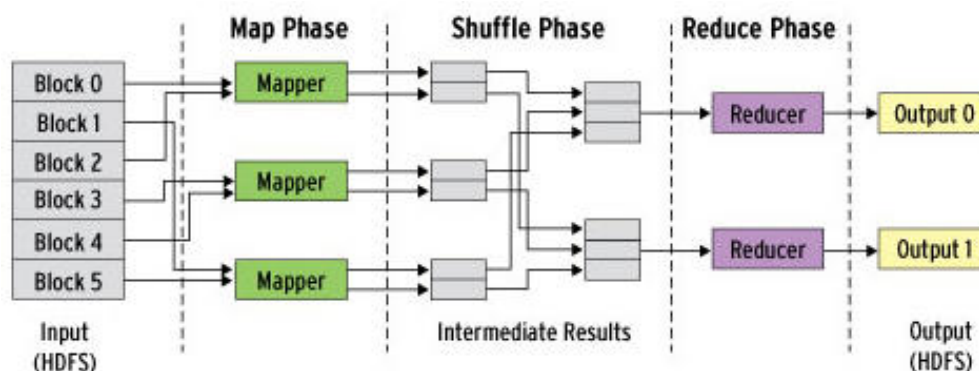 Map Phase
Shuffle Phase
Reduce Phase
Block 0
Block 1
Block 2
Block 3
Block 4
Block 5
Mapper
Mapper
Mapper
Reducer
Reducer
Output 0
Output 1
Input
(HDFS)
Intermediate Results
Output
(HDFS)